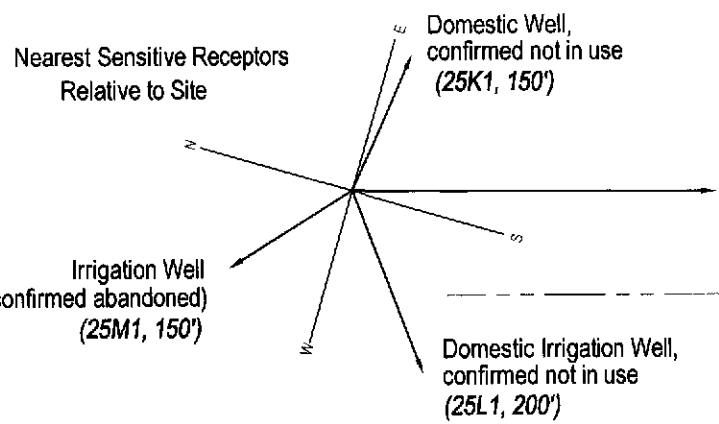 Nearest Sensitive Receptors
Relative to Site
E
Domestic Well,
confirmed not in use
(25K1, 150')
N
S
Irrigation Well
confirmed abandoned)
(25M1, 150')
W
Domestic Irrigation Well,
confirmed not in use
(25L1, 200')